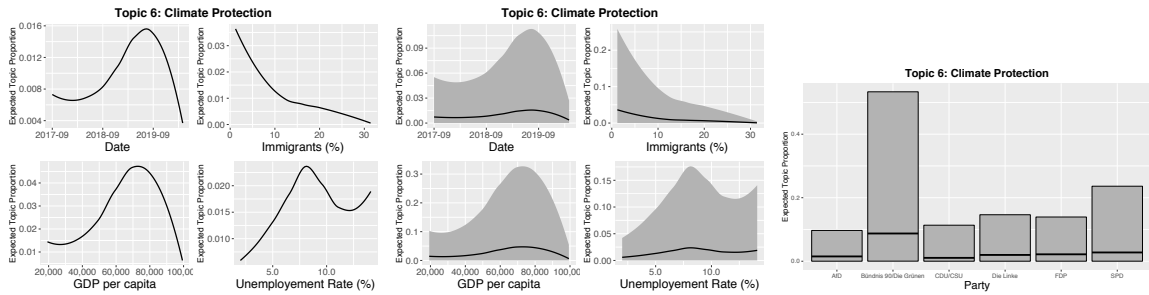 Topic 6: Climate Protection
Expected Topic Proportion
0.016
0.012
0.008
0.004
2017-09 2018-09 2019-09
Date
Expected Topic Proportion
0.03
0.02
0.01
0.00
0 10 20 30
Immigrants (%)
Expected Topic Proportion
0.04
0.03
0.02
0.01
20,000 40,000 60,000 80,000 100,00
GDP per capita
Expected Topic Proportion
0.020
0.015
0.010
5.0 10.0
Unemployement Rate (%)
Topic 6: Climate Protection
Expected Topic Proportion
0.09
0.06
0.03
0.00
2017-09 2018-09 2019-09
Date
Expected Topic Proportion
0.2
0.1
0.0
0 10 20 30
Immigrants (%)
Expected Topic Proportion
0.3
0.2
0.1
0.0
20,000 40,000 60,000 80,000 100,00
GDP per capita
Expected Topic Proportion
0.15
0.10
0.05
0.00
5.0 10.0
Unemployement Rate (%)
Topic 6: Climate Protection
Expected Topic Proportion
0.4
0.2
0.0
AfD Bündnis 90/Die Grünen CDU/CSU Die Linke FDP SPD
Party